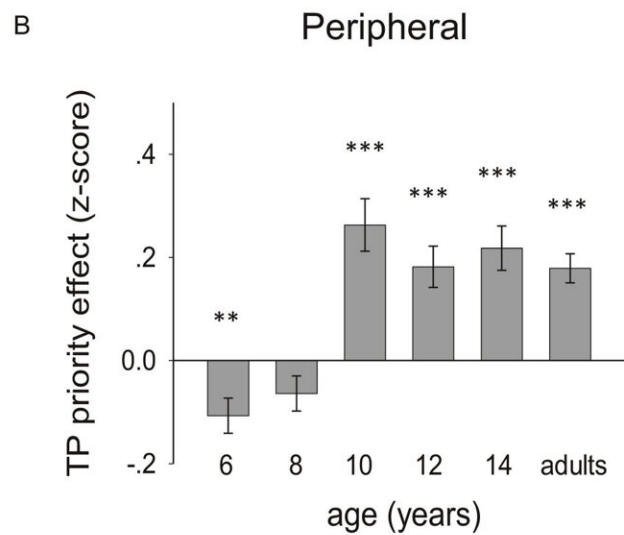 B
Peripheral
TP priority effect (z-score)
.4
.2
0.0
-.2
***
***
***
***
**
6 8 10 12 14 adults
age (years)